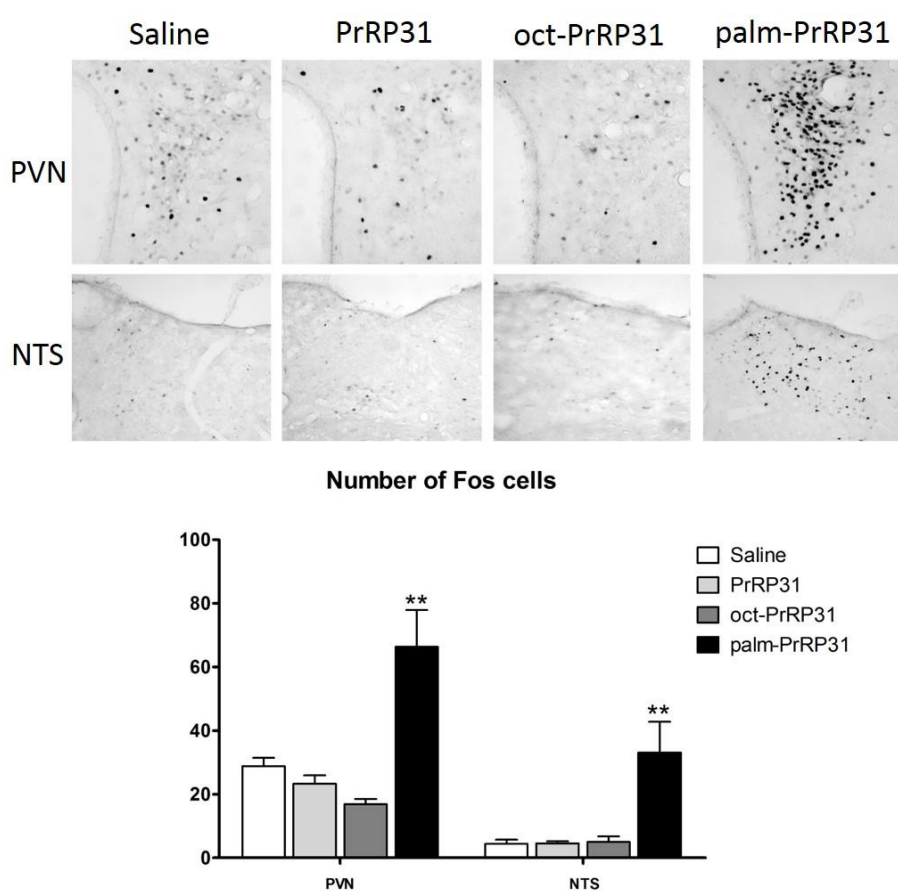 Saline PrRP31 oct-PrRP31 palm-PrRP31
PVN
NTS
Number of Fos cells
100
80
60
40
20
0
**
**
Saline
PrRP31
oct-PrRP31
palm-PrRP31
PVN NTS